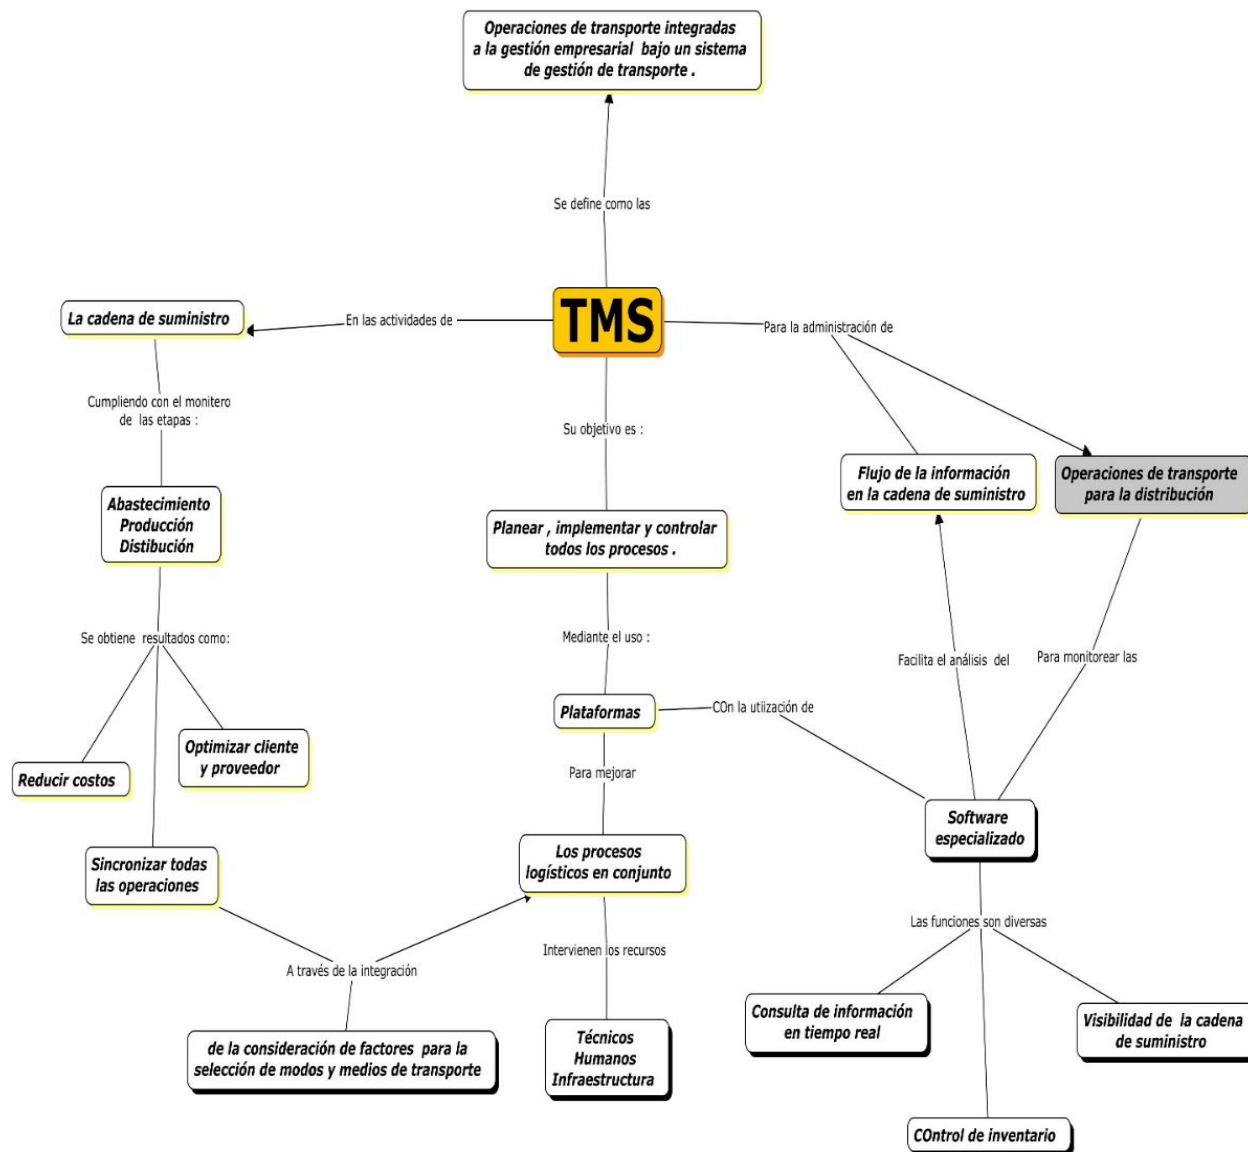 Operaciones de transporte integradas
a la gestión empresarial bajo un sistema
de gestión de transporte .
Se define como las
TMS
La cadena de suministro
En las actividades de
Para la administración de
Cumpliendo con el monitero
de las etapas :
Su objetivo es :
Flujo de la información
en la cadena de suministro
Operaciones de transporte
para la distribución
Abastecimiento
Producción
Distibución
Planear , implementar y controlar
todos los procesos .
Se obtiene resultados como:
Mediante el uso :
Facilita el análisis del
Para monitorear las
Plataformas
COn la utiización de
Optimizar cliente
y proveedor
Reducir costos
Para mejorar
Software
especializado
Sincronizar todas
las operaciones
Los procesos
logísticos en conjunto
Las funciones son diversas
A través de la integración
Intervienen los recursos
Consulta de información
en tiempo real
Visibilidad de la cadena
de suministro
de la consideración de factores para la
selección de modos y medios de transporte
Técnicos
Humanos
Infraestructura
COntrol de inventario